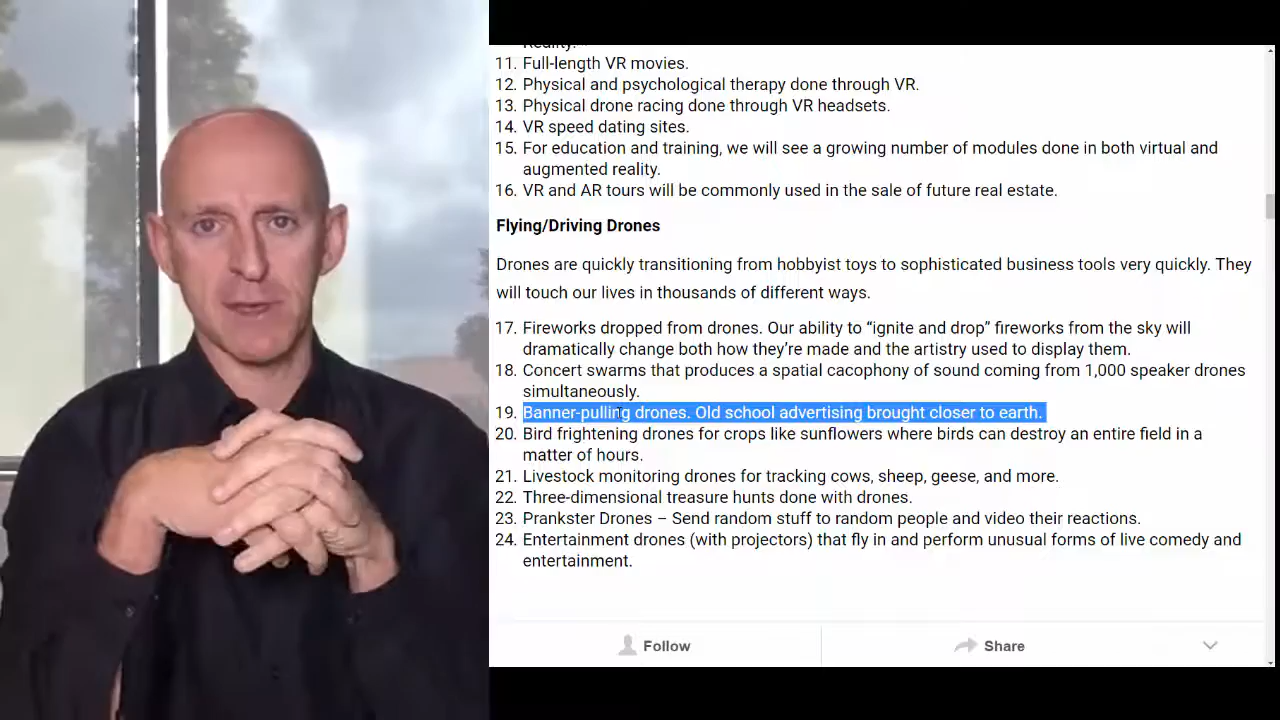 Reality.
11. Full-length VR movies.
12. Physical and psychological therapy done through VR.
13. Physical drone racing done through VR headsets.
14. VR speed dating sites.
15. For education and training, we will see a growing number of modules done in both virtual and
augmented reality.
16. VR and AR tours will be commonly used in the sale of future real estate.
Flying/Driving Drones
Drones are quickly transitioning from hobbyist toys to sophisticated business tools very quickly. They
will touch our lives in thousands of different ways.
17. Fireworks dropped from drones. Our ability to “ignite and drop” fireworks from the sky will
dramatically change both how they’re made and the artistry used to display them.
18. Concert swarms that produces a spatial cacophony of sound coming from 1,000 speaker drones
simultaneously.
19. Banner-pulling drones. Old school advertising brought closer to earth.
20. Bird frightening drones for crops like sunflowers where birds can destroy an entire field in a
matter of hours.
21. Livestock monitoring drones for tracking cows, sheep, geese, and more.
22. Three-dimensional treasure hunts done with drones.
23. Prankster Drones – Send random stuff to random people and video their reactions.
24. Entertainment drones (with projectors) that fly in and perform unusual forms of live comedy and
entertainment.
Follow
Share